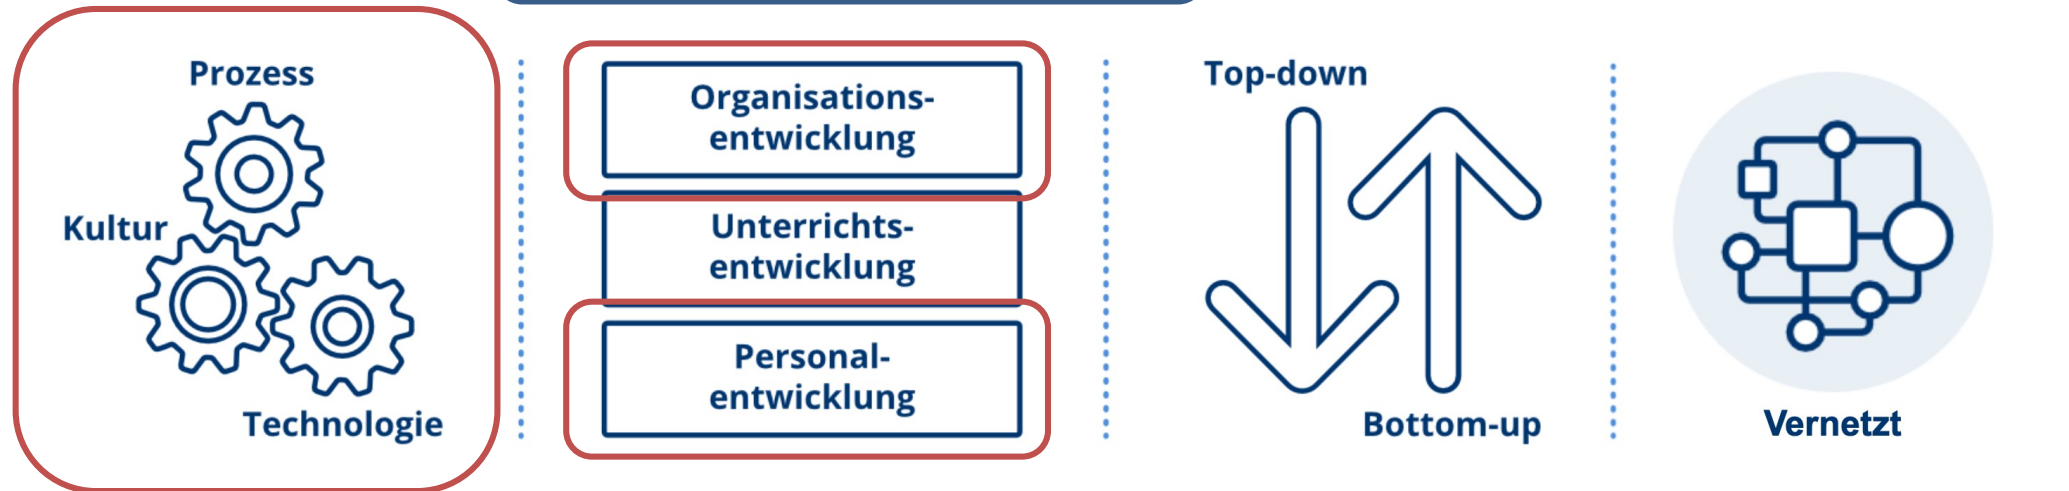 Prozess
Kultur
Technologie
Organisations-
entwicklung
Unterrichts-
entwicklung
Personal-
entwicklung
Top-down
Bottom-up
Vernetzt